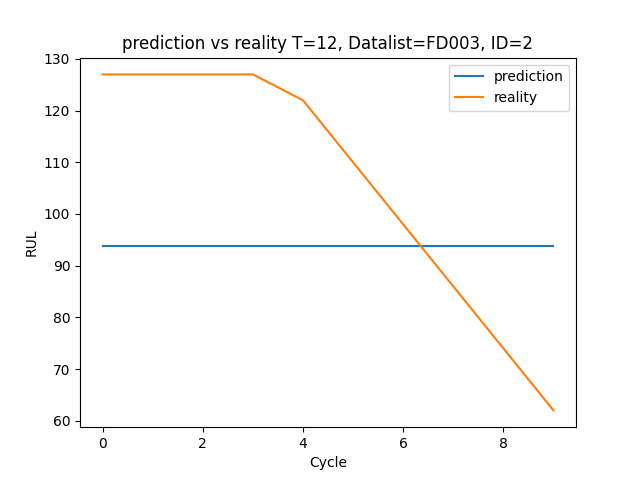 prediction vs reality T=12, Datalist=FD003, ID=2
prediction
reality
130
120
110
100
90
80
70
60
RUL
0 2 4 6 8
Cycle